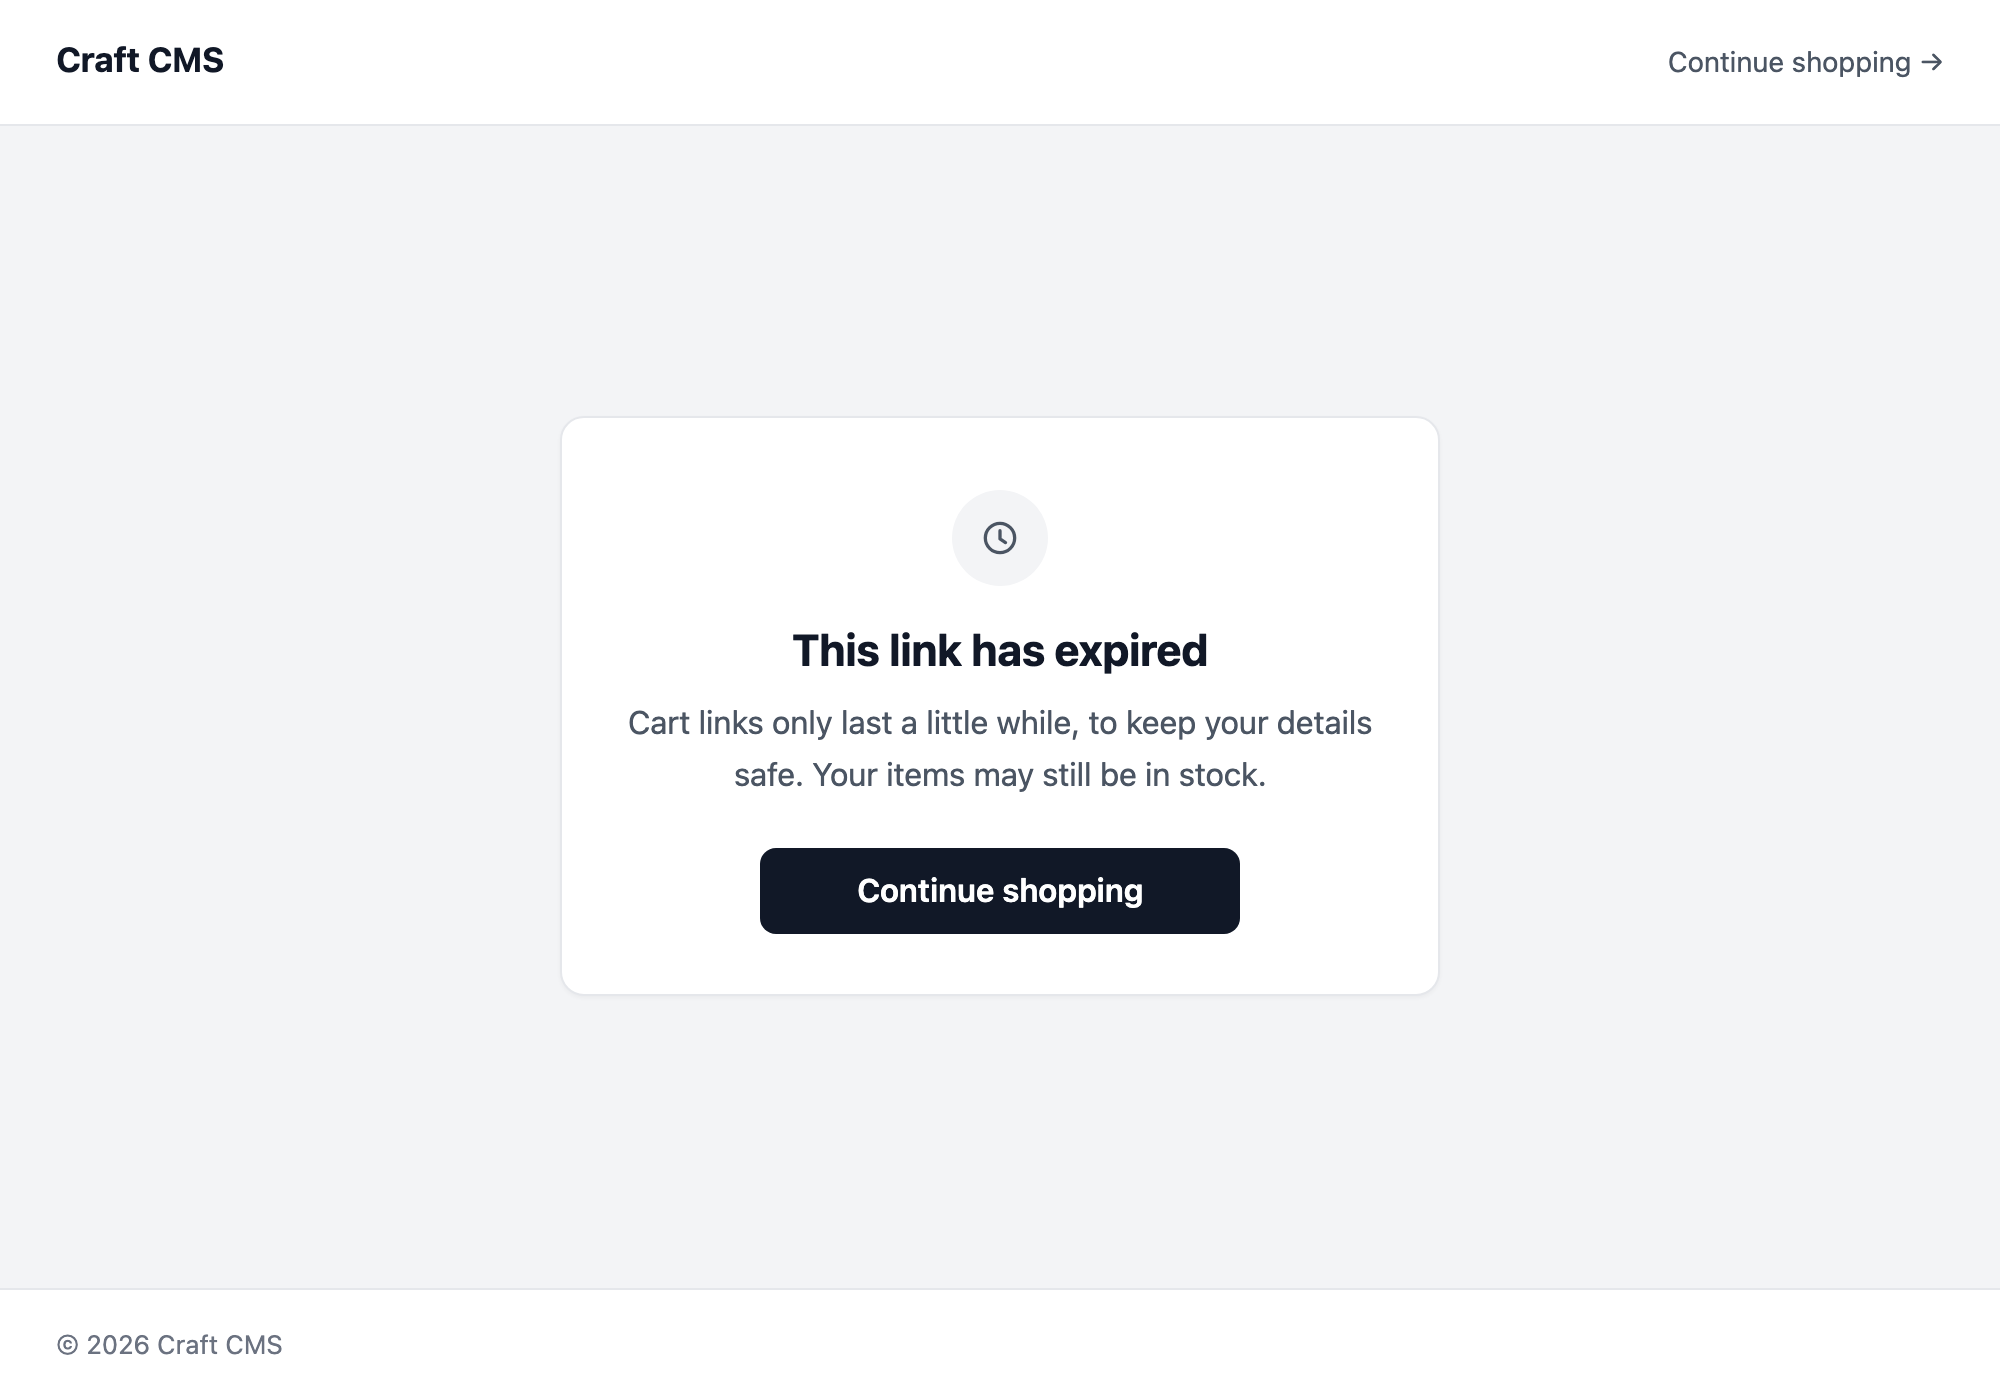 Craft CMS
Continue shopping →
This link has expired
Cart links only last a little while, to keep your details
safe. Your items may still be in stock.
Continue shopping
© 2026 Craft CMS